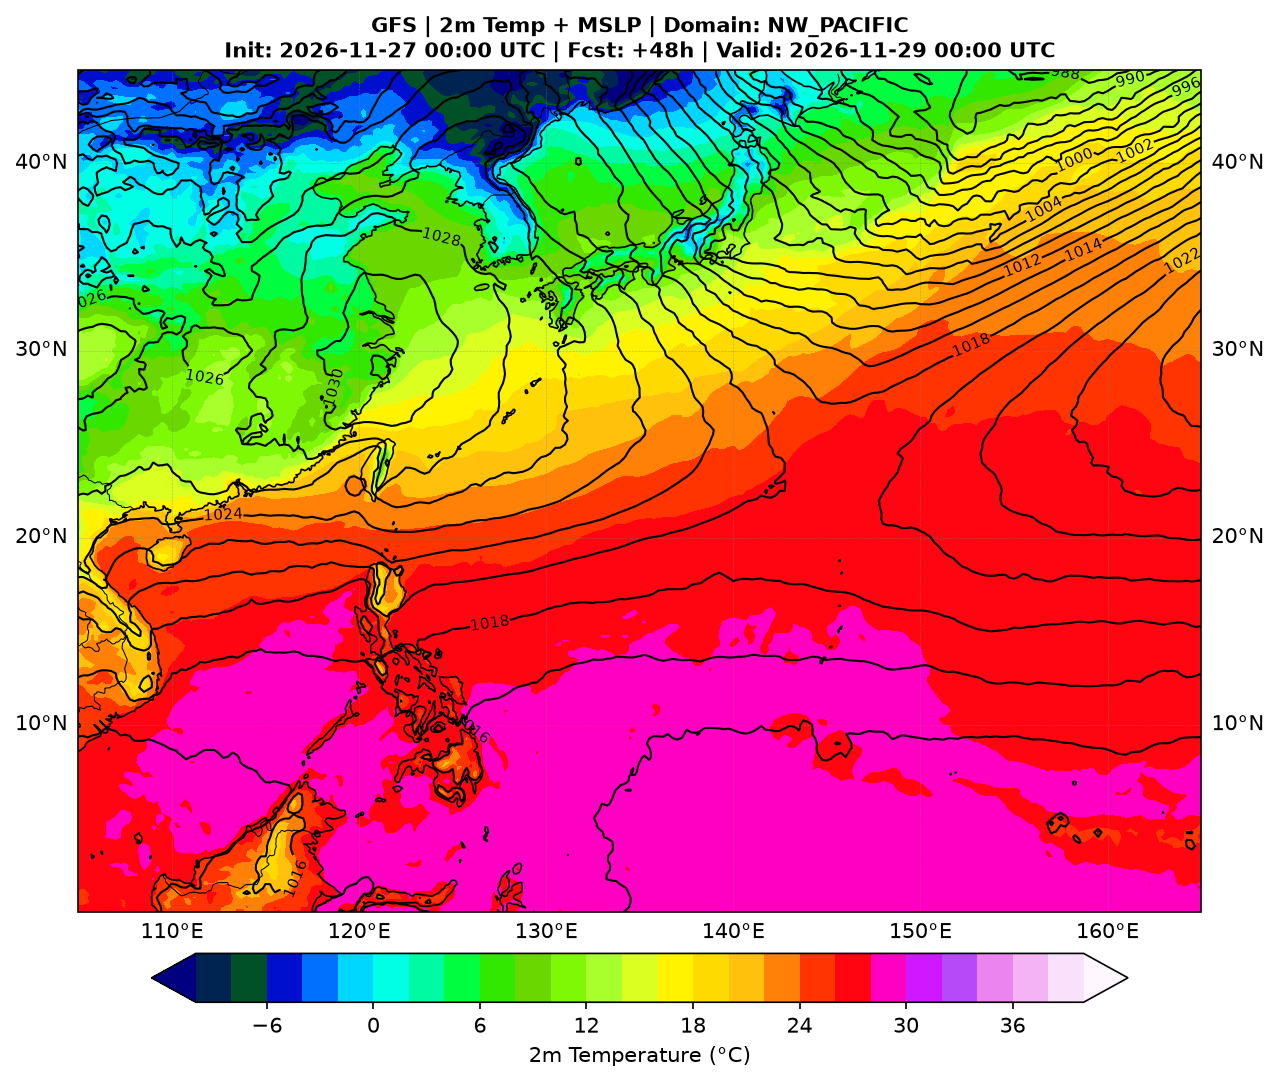 GFS | 2m Temp + MSLP | Domain: NW_PACIFIC
Init: 2026-11-27 00:00 UTC | Fcst: +48h | Valid: 2026-11-29 00:00 UTC
988
990
996
40°N
40°N
1000
1002
1004
1028
1014
1012
1022
026
30°N
30°N
1018
1026
1030
1024
20°N
20°N
1018
10°N
10°N
016
1016
110°E
120°E
130°E
140°E
150°E
160°E
−6
0
6
12
18
24
30
36
2m Temperature (°C)